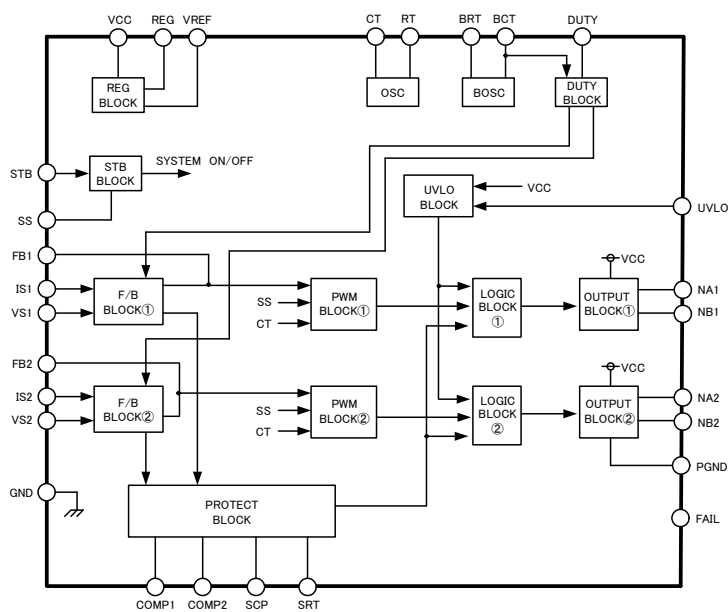 VCC REG VREF CT RT BRT BCT DUTY
REG
BLOCK
OSC
BOSC
DUTY
BLOCK
STB
STB
BLOCK
SYSTEM ON/OFF
SS
UVLO
BLOCK
VCC
UVLO
FB1
IS1
VS1
F/B
BLOCK①
SS
CT
PWM
BLOCK①
LOGIC
BLOCK
①
VCC
OUTPUT
BLOCK①
NA1
NB1
FB2
IS2
VS2
F/B
BLOCK②
SS
CT
PWM
BLOCK②
LOGIC
BLOCK
②
VCC
OUTPUT
BLOCK②
NA2
NB2
PGND
GND
PROTECT
BLOCK
FAIL
COMP1 COMP2 SCP SRT